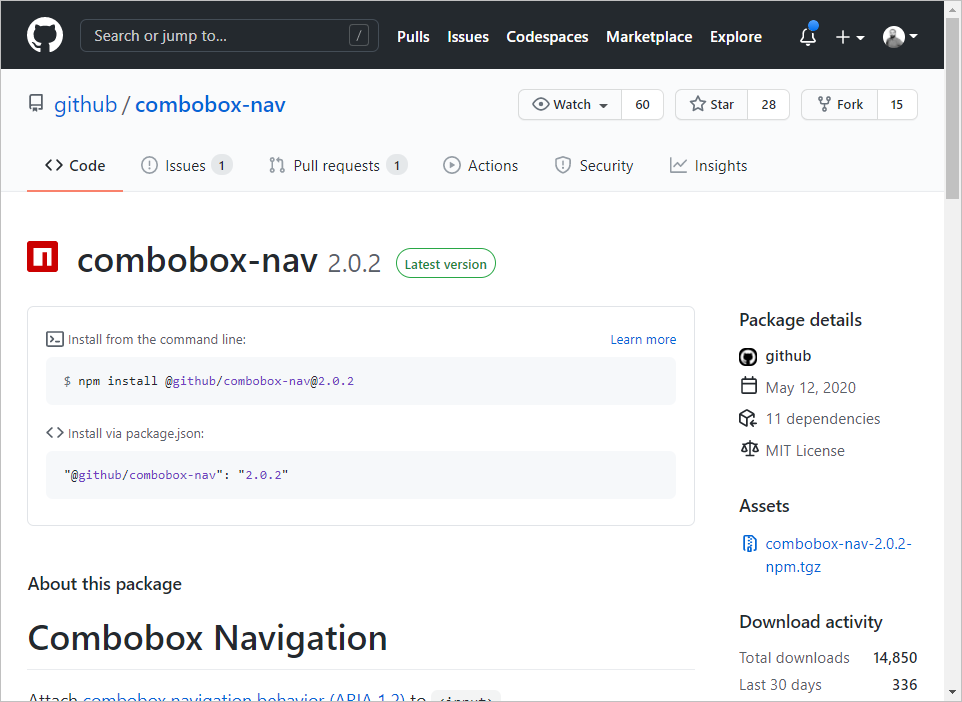 Search or jump to... /
Pulls Issues Codespaces Marketplace Explore
github / combobox-nav
Watch 60 Star 28 Fork 15
Code Issues 1 Pull requests 1 Actions Security Insights
combobox-nav 2.0.2 Latest version
Install from the command line: Learn more
$ npm install @github/combobox-nav@2.0.2
Install via package.json:
"@github/combobox-nav": "2.0.2"
About this package
Combobox Navigation
Attach combobox navigation behavior (ARIA 1.2) to <input>
Package details
github
May 12, 2020
11 dependencies
MIT License
Assets
combobox-nav-2.0.2-
npm.tgz
Download activity
Total downloads 14,850
Last 30 days 336